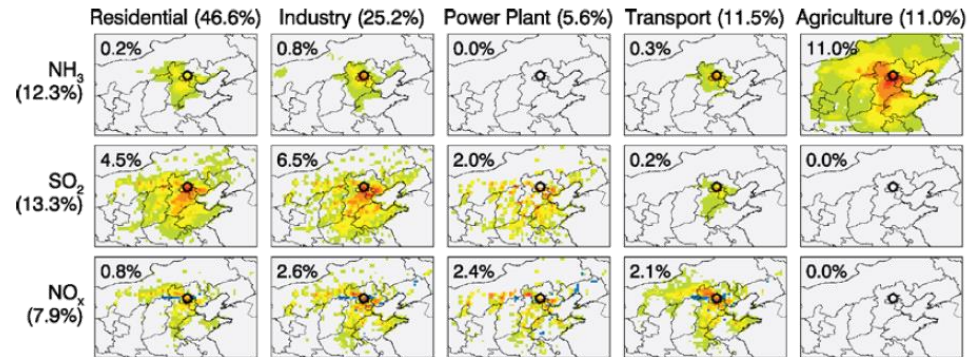 Residential (46.6%) Industry (25.2%) Power Plant (5.6%) Transport (11.5%) Agriculture (11.0%)
NH₃
(12.3%)
0.2% 0.8% 0.0% 0.3% 11.0%
SO₂
(13.3%)
4.5% 6.5% 2.0% 0.2% 0.0%
NOₓ
(7.9%)
0.8% 2.6% 2.4% 2.1% 0.0%